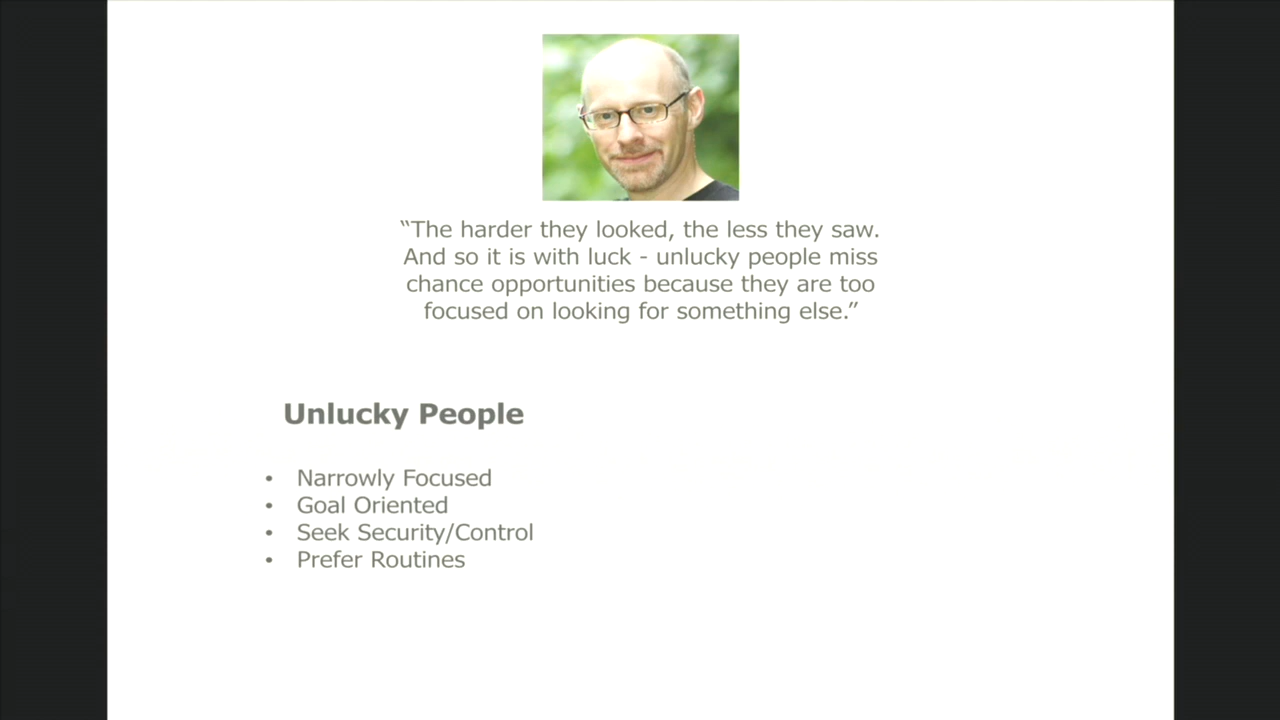 “The harder they looked, the less they saw.
And so it is with luck - unlucky people miss
chance opportunities because they are too
focused on looking for something else.”
Unlucky People
• Narrowly Focused
• Goal Oriented
• Seek Security/Control
• Prefer Routines